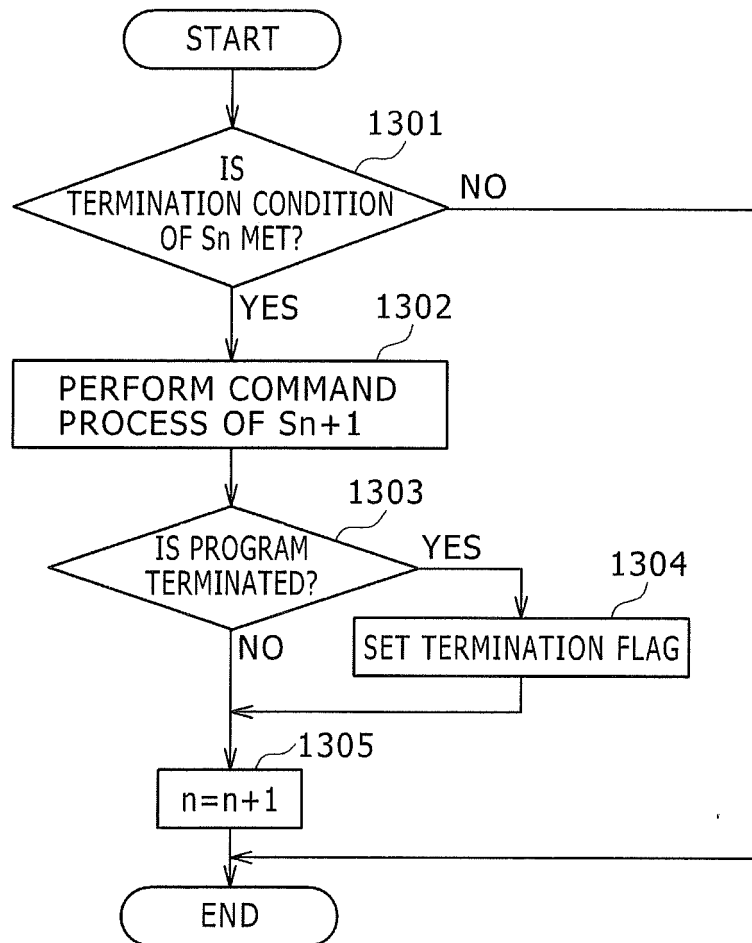 START
1301
IS
TERMINATION CONDITION
OF Sn MET?
NO
YES
1302
PERFORM COMMAND
PROCESS OF Sn+1
1303
IS PROGRAM
TERMINATED?
YES
1304
NO
SET TERMINATION FLAG
1305
n=n+1
END